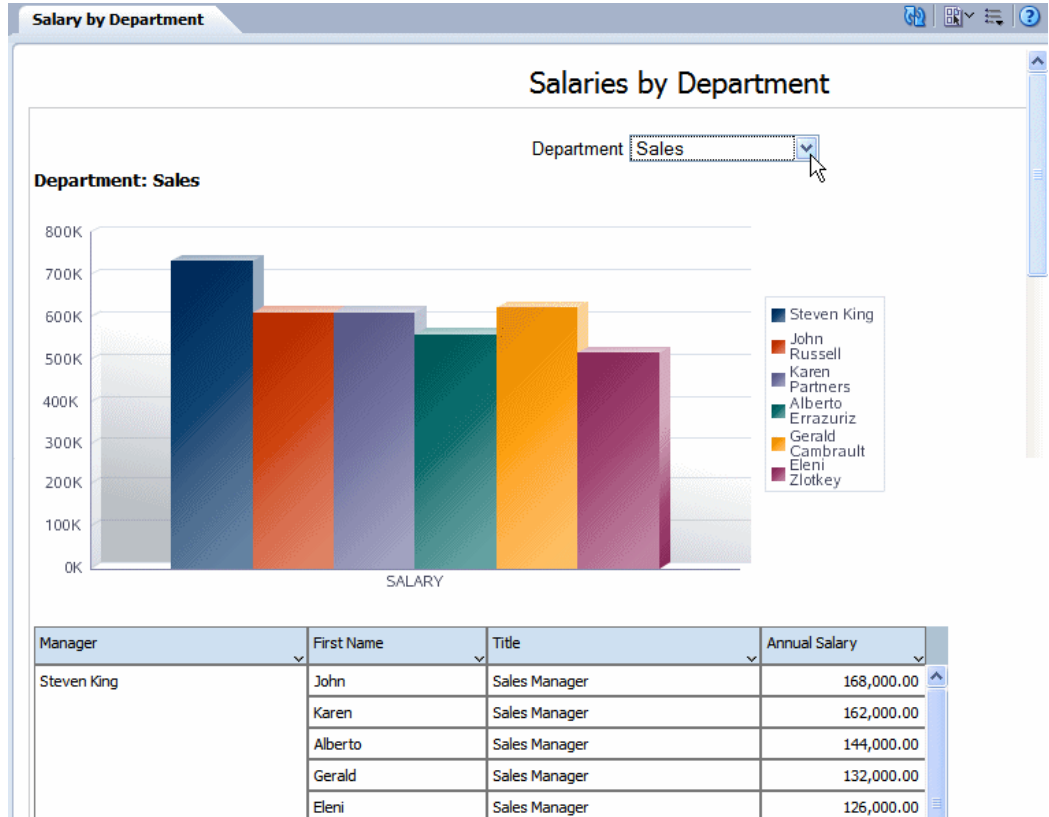 Salary by Department
?
Salaries by Department
Department Sales
Department: Sales
800K
700K
600K
500K
400K
300K
200K
100K
0K
SALARY
Steven King
John
Russell
Karen
Partners
Alberto
Errazuriz
Gerald
Cambrault
Eleni
Zlotkey
Manager First Name Title Annual Salary
Steven King John Sales Manager 168,000.00
Karen Sales Manager 162,000.00
Alberto Sales Manager 144,000.00
Gerald Sales Manager 132,000.00
Eleni Sales Manager 126,000.00